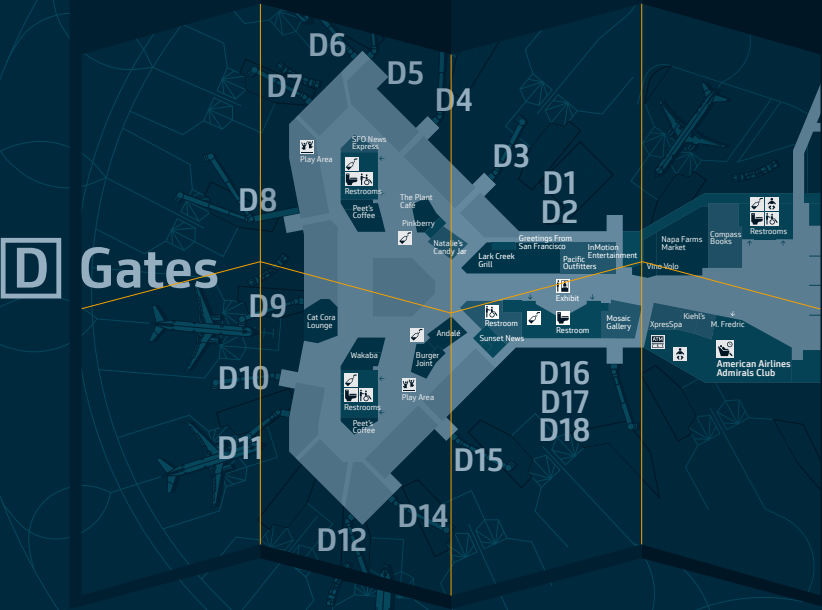 D Gates
D6
D7
D5
D4
D3
D1
D2
D8
D9
D10
D11
D12
D14
D15
D16
D17
D18
Play Area
SFO News
Express
Restrooms
Peet's
Coffee
The Plant
Café
Pinkberry
Natalie's
Candy Jar
Lark Creek
Grill
Greetings From
San Francisco
Pacific
Outfitters
InMotion
Entertainment
Exhibit
Napa Farms
Market
Vino Volo
Compass
Books
Restrooms
Cat Cora
Lounge
Wakaba
Restrooms
Peet's
Coffee
Andalé
Burger
Joint
Play Area
Restroom
Sunset News
Restroom
Mosaic
Gallery
XpresSpa
ATM
Kiehl's
M. Fredric
American Airlines
Admirals Club